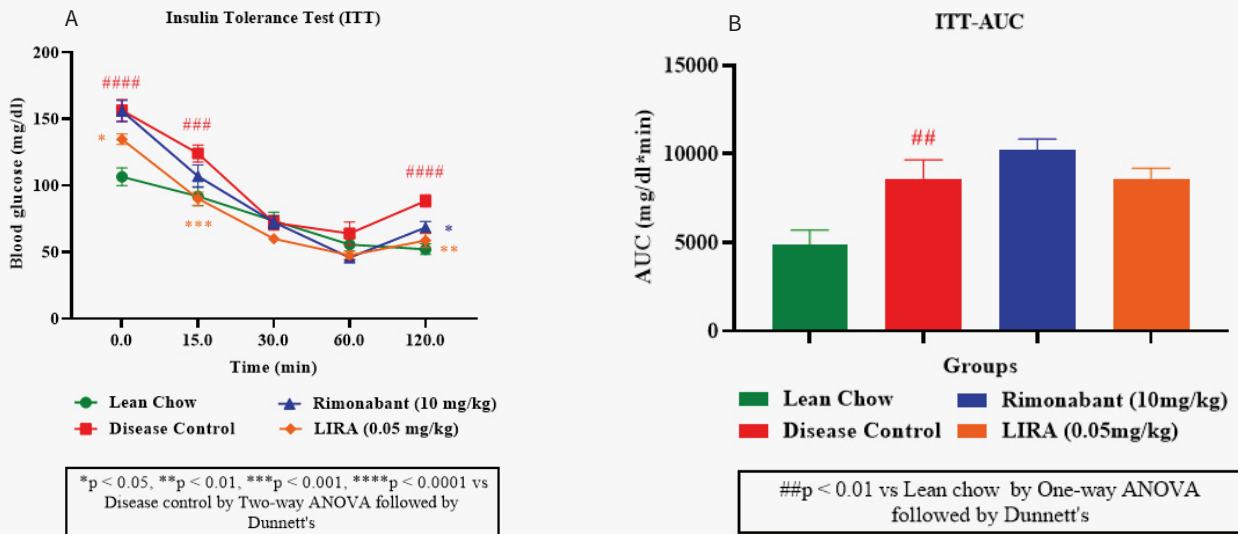 A
Insulin Tolerance Test (ITT)
200
150
100
50
0
Blood glucose (mg/dl)
####
###
####
*
***
*
**
0.0 15.0 30.0 60.0 120.0
Time (min)
Lean Chow
Rimonabant (10 mg/kg)
Disease Control
LIRA (0.05 mg/kg)
*p < 0.05, **p < 0.01, ***p < 0.001, ****p < 0.0001 vs
Disease control by Two-way ANOVA followed by
Dunnett's
B
ITT-AUC
15000
10000
5000
0
AUC (mg/dl*min)
##
Groups
Lean Chow
Rimonabant (10mg/kg)
Disease Control
LIRA (0.05mg/kg)
##p < 0.01 vs Lean chow by One-way ANOVA
followed by Dunnett's